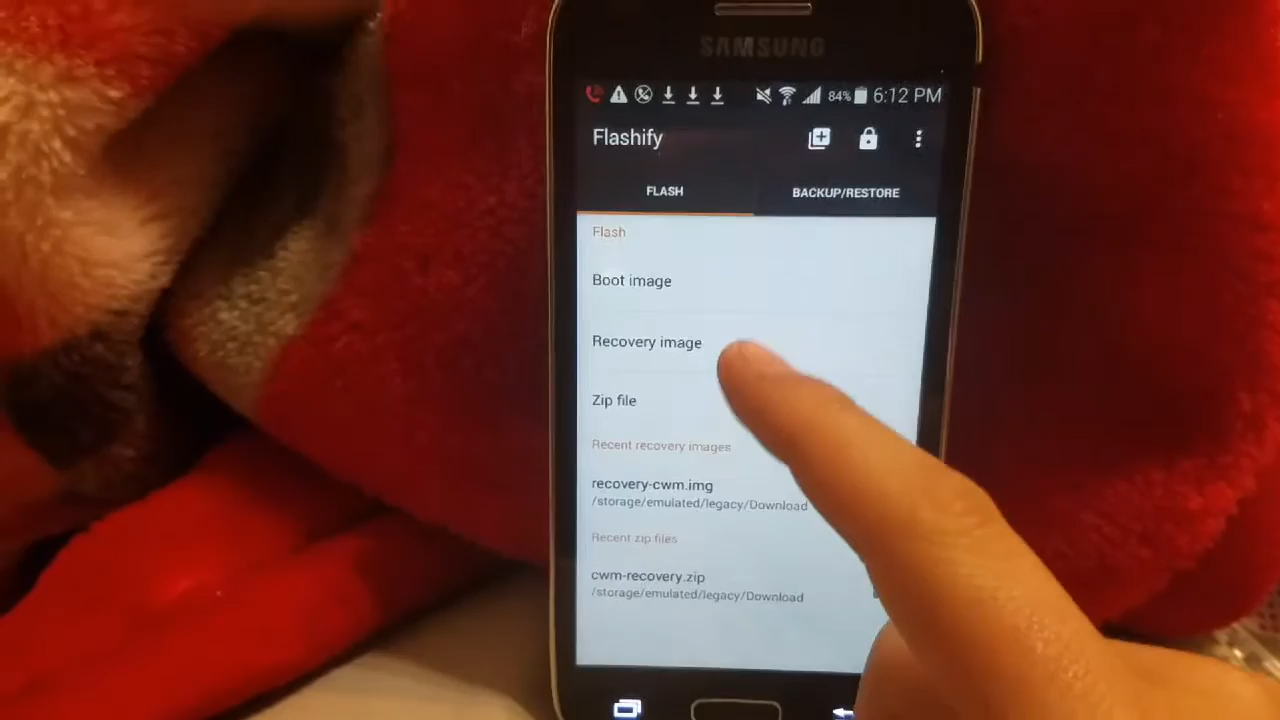 SAMSUNG
84% 6:12 PM
Flashify
FLASH
BACKUP/RESTORE
Flash
Boot image
Recovery image
Zip file
Recent recovery images
recovery-cwm.img
/storage/emulated/legacy/Download
Recent zip files
cwm-recovery.zip
/storage/emulated/legacy/Download